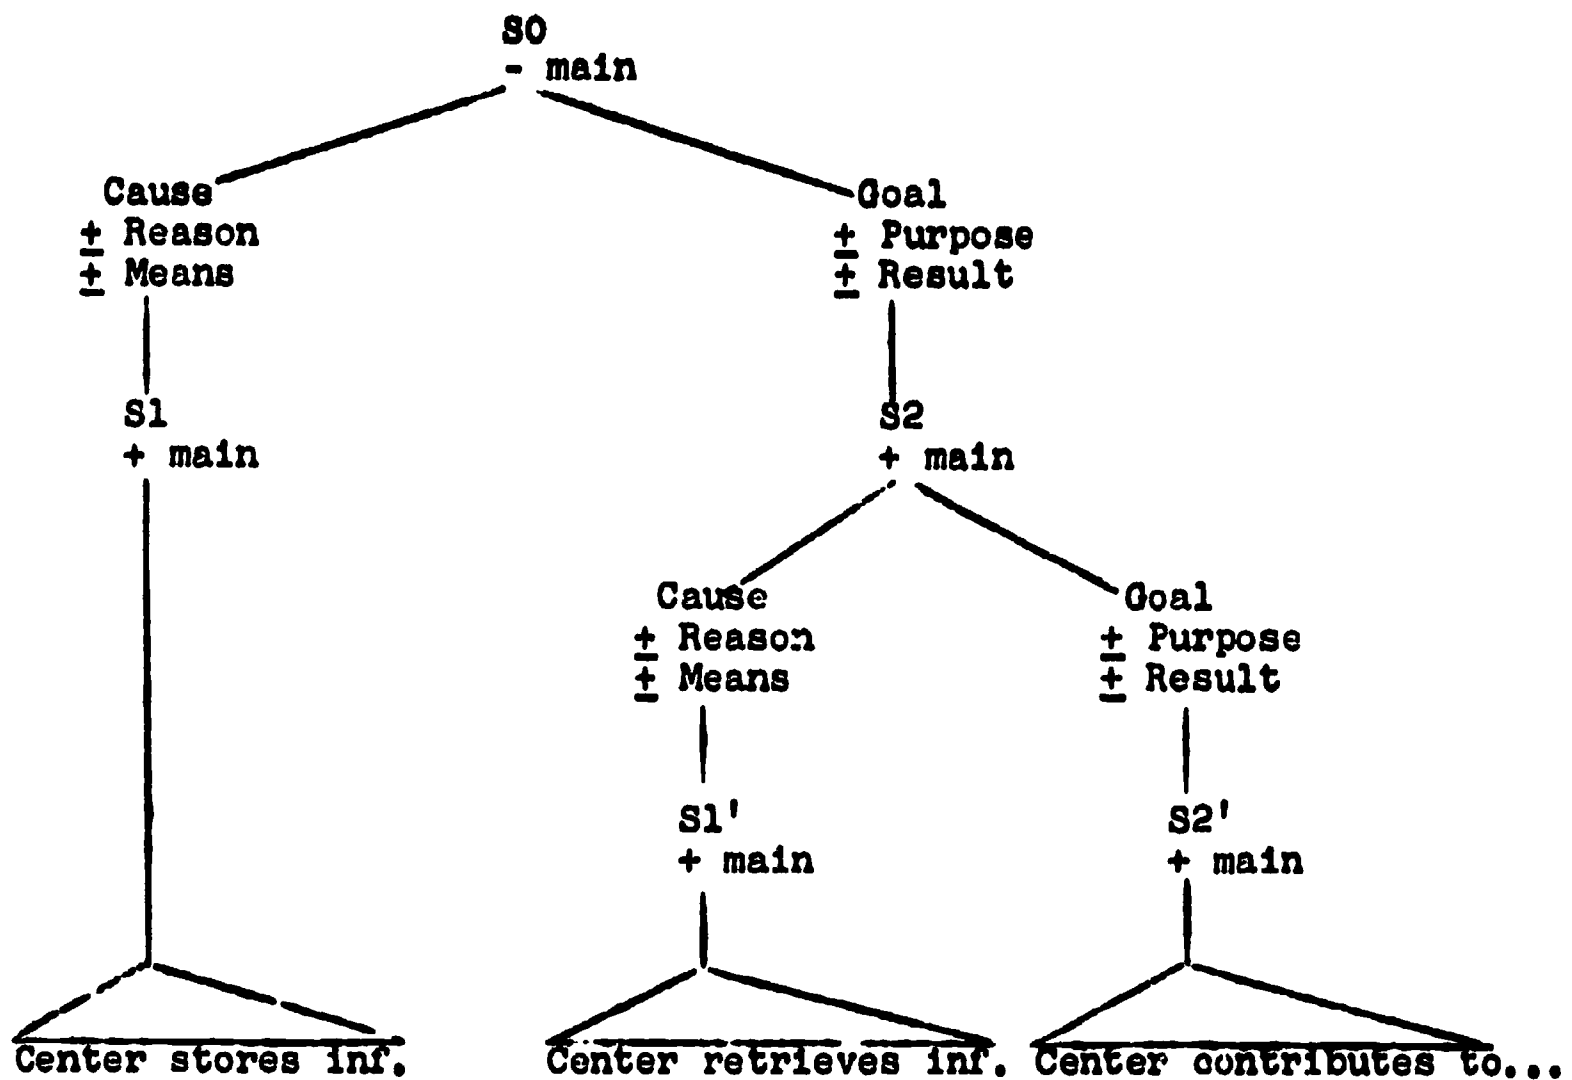 S0
- main
Cause
± Reason
± Means
Goal
± Purpose
± Result
S1
+ main
S2
+ main
Cause
± Reason
± Means
Goal
± Purpose
± Result
S1'
+ main
S2'
+ main
Center stores inf.
Center retrieves inf.
Center contributes to...